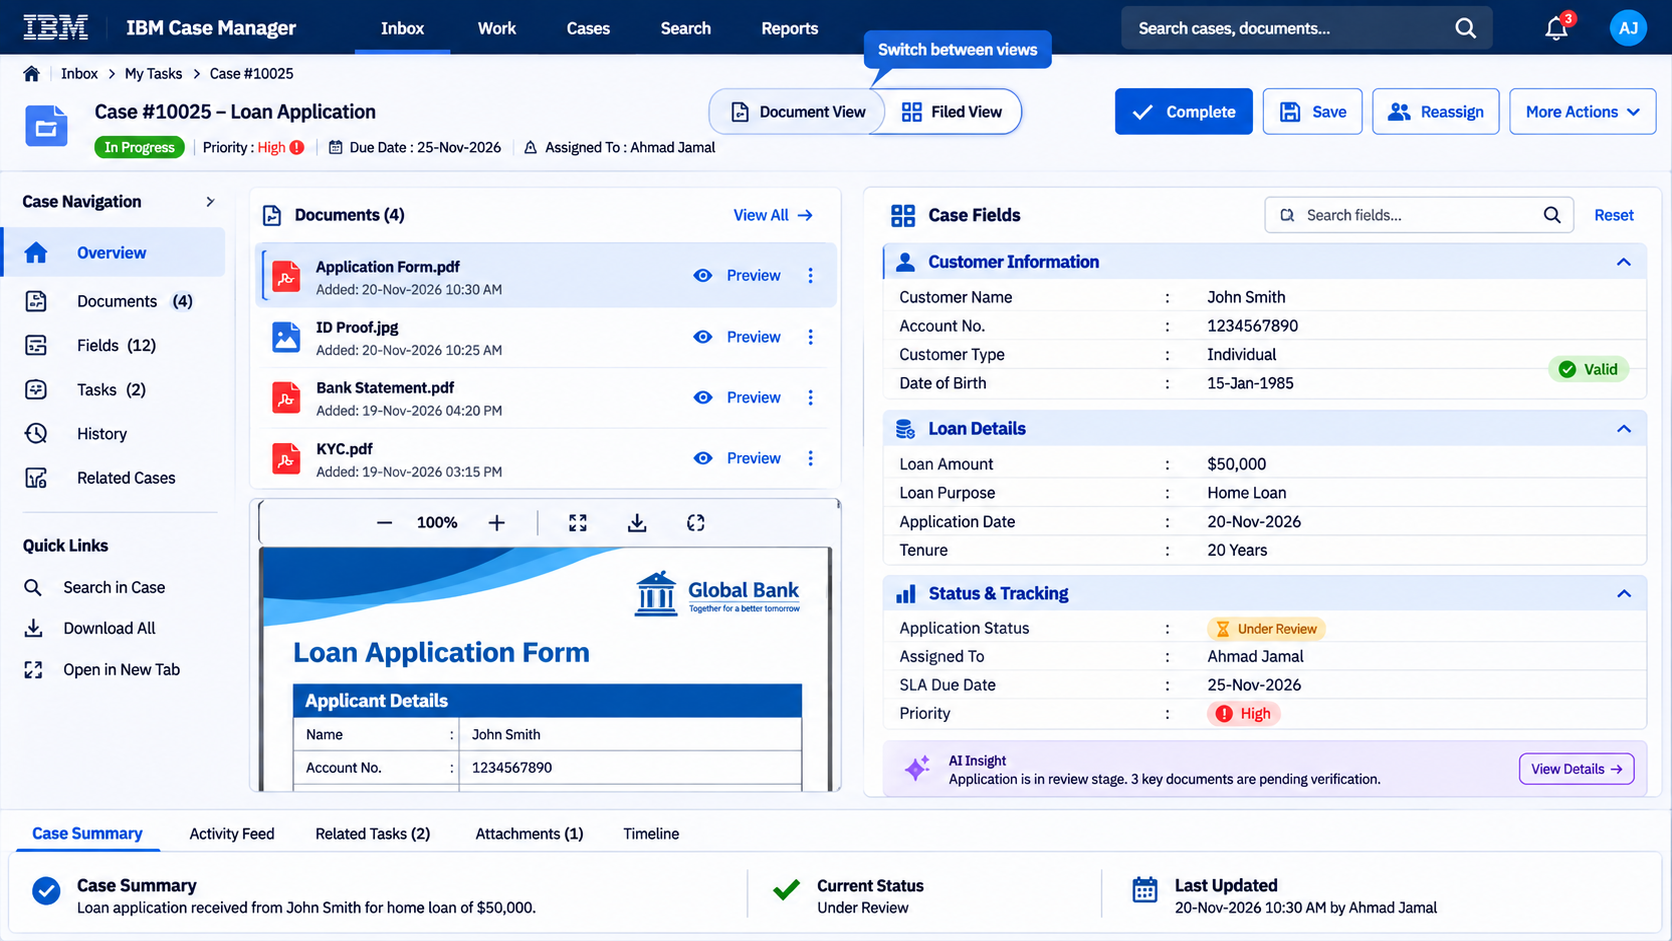 IBM
IBM Case Manager
Inbox
Work
Cases
Search
Reports
Search cases, documents...
3
AJ
Switch between views
Inbox > My Tasks > Case #10025
Case #10025 – Loan Application
Document View
Filed View
Complete
Save
Reassign
More Actions
In Progress
Priority : High
Due Date : 25-Nov-2026
Assigned To : Ahmad Jamal
Case Navigation
Overview
Documents (4)
Fields (12)
Tasks (2)
History
Related Cases
Quick Links
Search in Case
Download All
Open in New Tab
Documents (4)
View All →
Application Form.pdf
Added: 20-Nov-2026 10:30 AM
Preview
ID Proof.jpg
Added: 20-Nov-2026 10:25 AM
Preview
Bank Statement.pdf
Added: 19-Nov-2026 04:20 PM
Preview
KYC.pdf
Added: 19-Nov-2026 03:15 PM
Preview
100%
Global Bank
Together for a better tomorrow
Loan Application Form
Applicant Details
Name : John Smith
Account No. : 1234567890
Case Fields
Search fields...
Reset
Customer Information
Customer Name : John Smith
Account No. : 1234567890
Customer Type : Individual
Valid
Date of Birth : 15-Jan-1985
Loan Details
Loan Amount : $50,000
Loan Purpose : Home Loan
Application Date : 20-Nov-2026
Tenure : 20 Years
Status & Tracking
Application Status : Under Review
Assigned To : Ahmad Jamal
SLA Due Date : 25-Nov-2026
Priority : High
AI Insight
Application is in review stage. 3 key documents are pending verification.
View Details →
Case Summary
Activity Feed
Related Tasks (2)
Attachments (1)
Timeline
Case Summary
Loan application received from John Smith for home loan of $50,000.
Current Status
Under Review
Last Updated
20-Nov-2026 10:30 AM by Ahmad Jamal